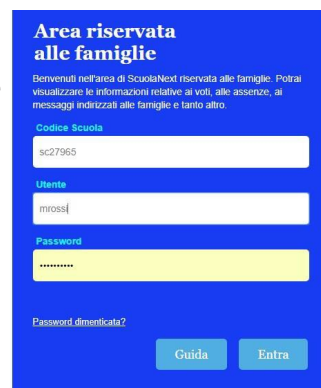 Area riservata
alle famiglie
Benvenuti nell'area di ScuolaNext riservata alle famiglie. Potrai
visualizzare le informazioni relative ai voti, alle assenze, ai
messaggi indirizzati alle famiglie e tanto altro.
Codice Scuola
sc27965
Utente
mrossi
Password
••••••••••
Password dimenticata?
Guida Entra